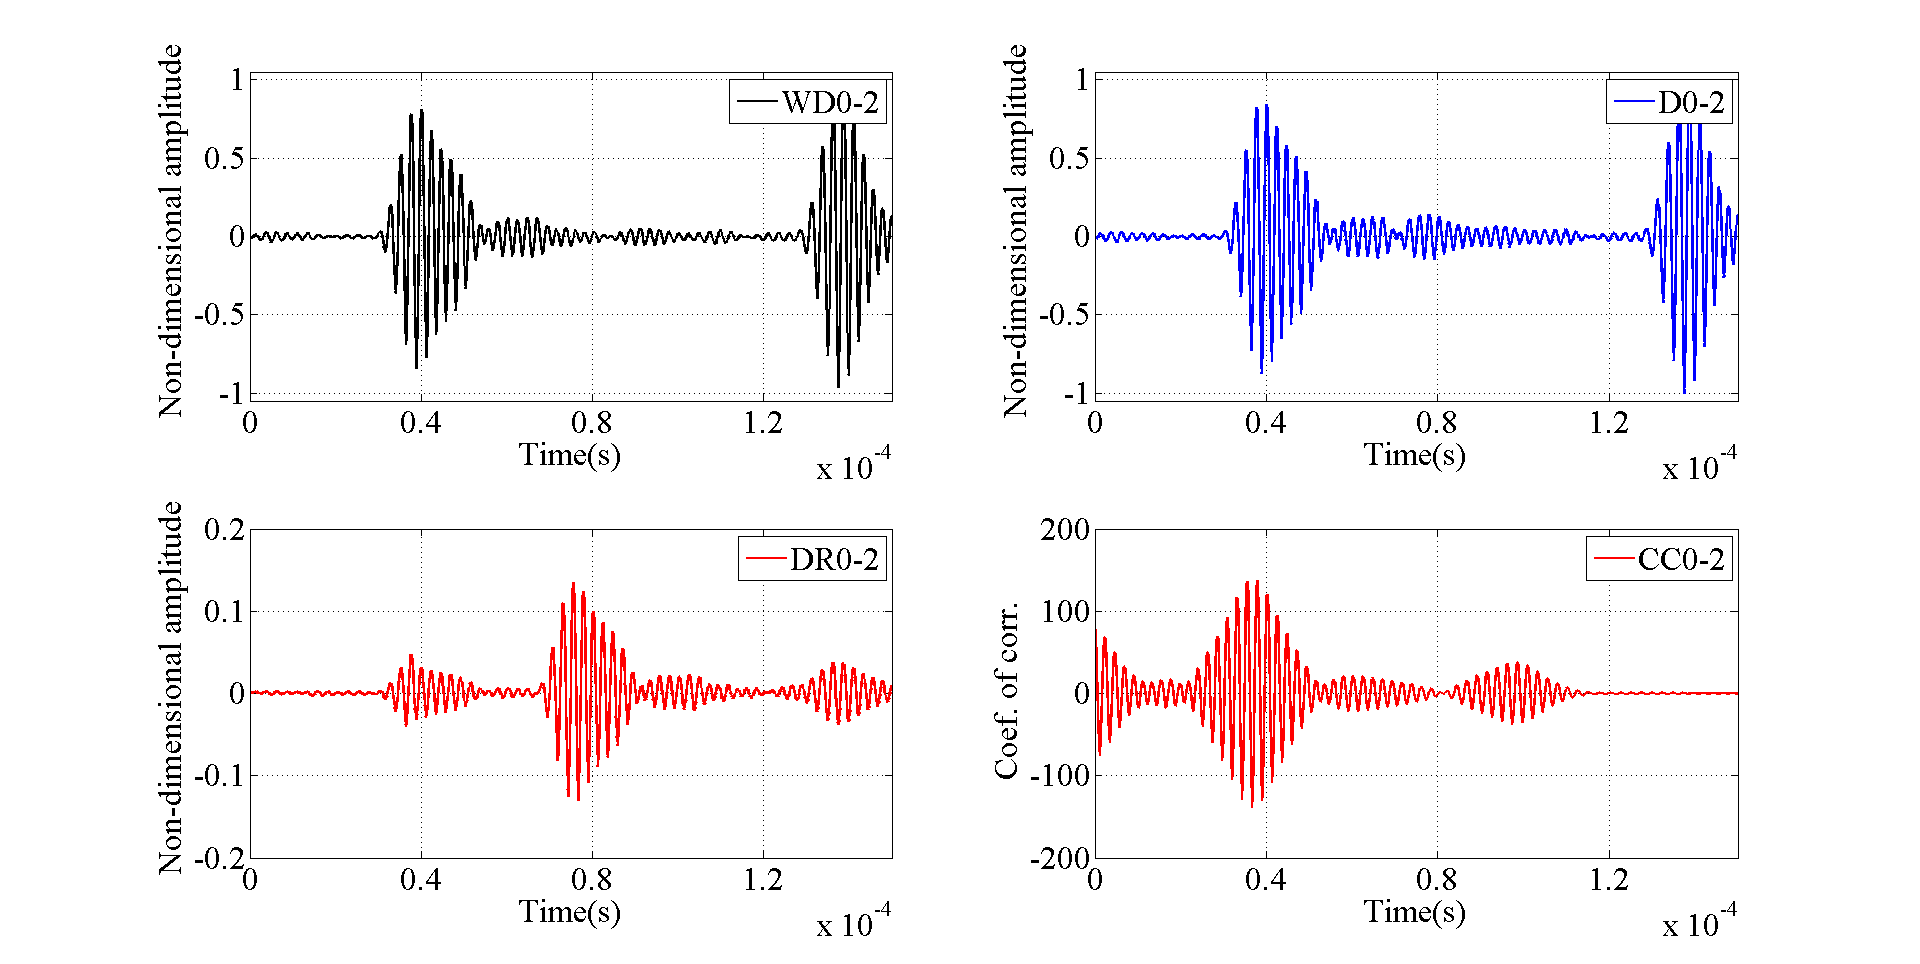 Non-dimensional amplitude
1
0.5
0
-0.5
-1
WD0-2
0 0.4 0.8 1.2
Time(s)
x 10-4
Non-dimensional amplitude
1
0.5
0
-0.5
-1
D0-2
0 0.4 0.8 1.2
Time(s)
x 10-4
Non-dimensional amplitude
0.2
0.1
0
-0.1
-0.2
DR0-2
0 0.4 0.8 1.2
Time(s)
x 10-4
Coef. of corr.
200
100
0
-100
-200
CC0-2
0 0.4 0.8 1.2
Time(s)
x 10-4